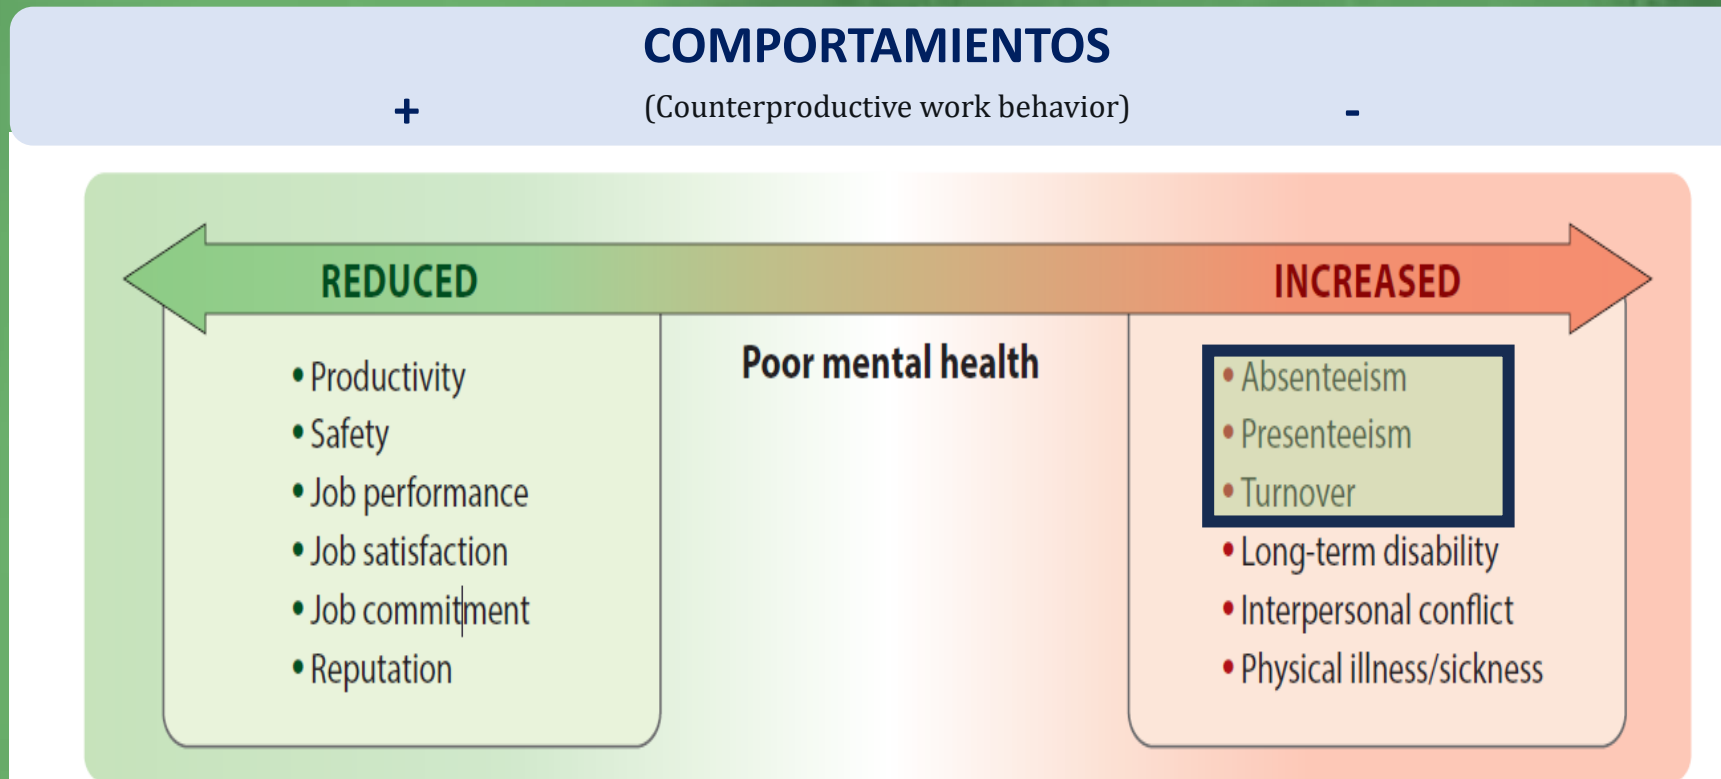 COMPORTAMIENTOS
+ (Counterproductive work behavior) -
REDUCED
INCREASED
Poor mental health
• Productivity
• Safety
• Job performance
• Job satisfaction
• Job commitment
• Reputation
• Absenteeism
• Presenteeism
• Turnover
• Long-term disability
• Interpersonal conflict
• Physical illness/sickness